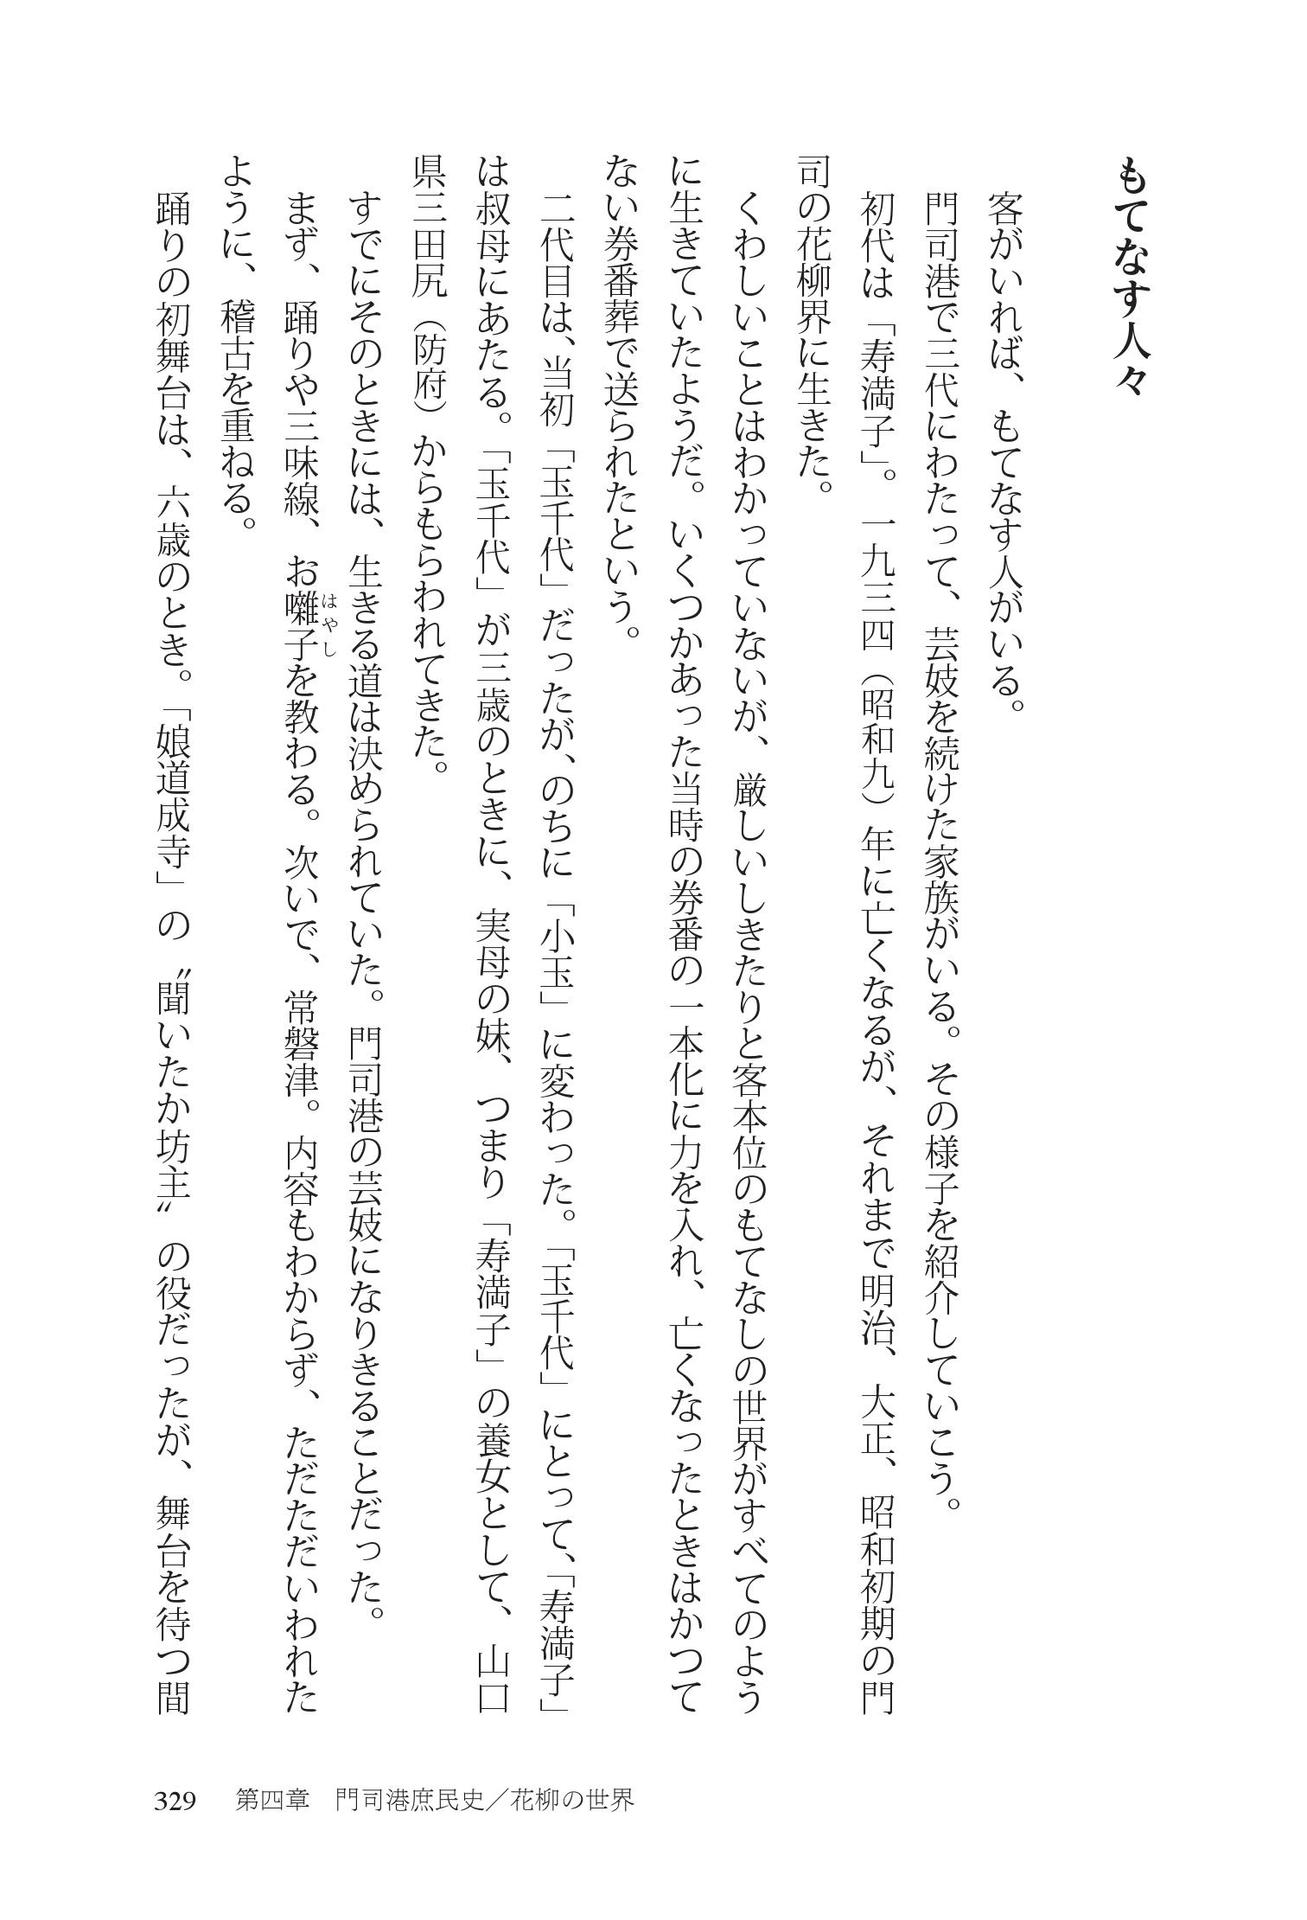 もてなす人々
客がいれば、もてなす人がいる。
門司港で三代にわたって、芸妓を続けた家族がいる。その様子を紹介していこう。
初代は「寿満子」。一九三四（昭和九）年に亡くなるが、それまで明治、大正、昭和初期の門
司の花柳界に生きた。
くわしいことはわかっていないが、厳しいしきたりと客本位のもてなしの世界がすべてのよう
に生きていたようだ。いくつかあった当時の券番の一本化に力を入れ、亡くなったときはかつて
ない券番葬で送られたという。
二代目は、当初「玉千代」だったが、のちに「小玉」に変わった。「玉千代」にとって、「寿満子」
は叔母にあたる。「玉千代」が三歳のときに、実母の妹、つまり「寿満子」の養女として、山口
県三田尻（防府）からもらわれてきた。
すでにそのときには、生きる道は決められていた。門司港の芸妓になりきることだった。
まず、踊りや三味線、お囃子を教わる。次いで、常磐津。内容もわからず、ただただいわれた
はやし
ように、稽古を重ねる。
踊りの初舞台は、六歳のとき。「娘道成寺」の〝聞いたか坊主〟の役だったが、舞台を待つ間
329 第四章 門司港庶民史／花柳の世界